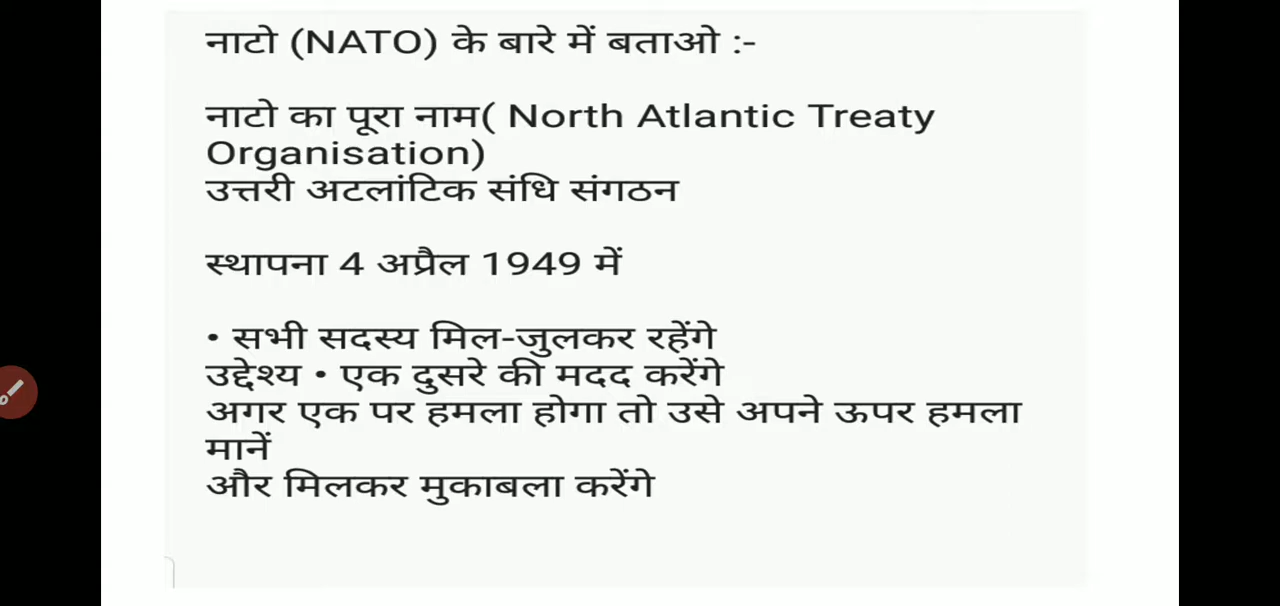 नाटो (NATO) के बारे में बताओ :-
नाटो का पूरा नाम( North Atlantic Treaty
Organisation)
उत्तरी अटलांटिक संधि संगठन
स्थापना 4 अप्रैल 1949 में
• सभी सदस्य मिल-जुलकर रहेंगे
उद्देश्य • एक दुसरे की मदद करेंगे
अगर एक पर हमला होगा तो उसे अपने ऊपर हमला
मानें
और मिलकर मुकाबला करेंगे